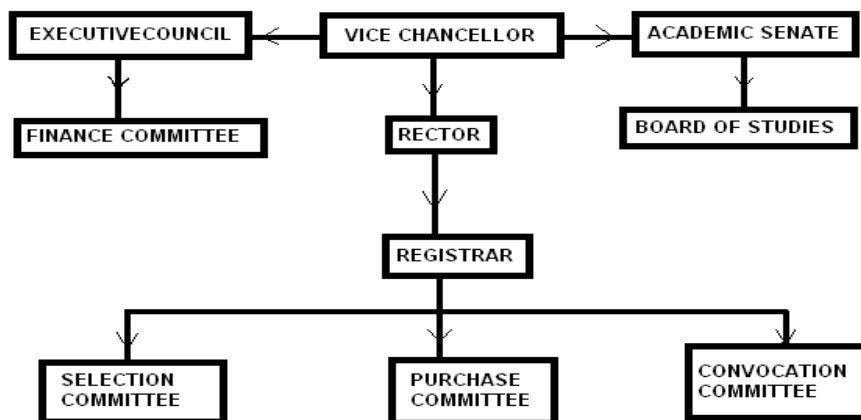 EXECUTIVECOUNCIL
VICE CHANCELLOR
ACADEMIC SENATE
FINANCE COMMITTEE
RECTOR
BOARD OF STUDIES
REGISTRAR
SELECTION
COMMITTEE
PURCHASE
COMMITTEE
CONVOCATION
COMMITTEE